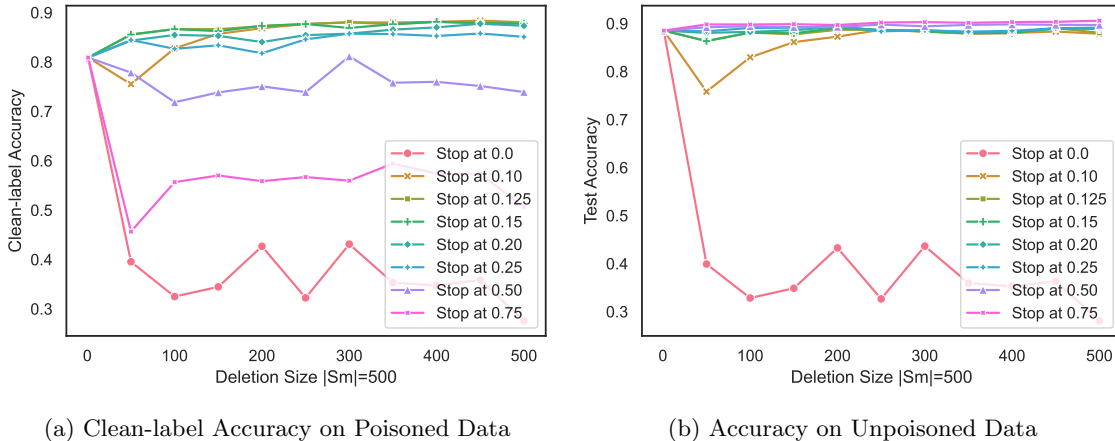 0.9
0.8
0.7
0.6
0.5
0.4
0.3
Clean-label Accuracy
Stop at 0.0
Stop at 0.10
Stop at 0.125
Stop at 0.15
Stop at 0.20
Stop at 0.25
Stop at 0.50
Stop at 0.75
0 100 200 300 400 500
Deletion Size |Sm|=500
(a) Clean-label Accuracy on Poisoned Data
0.9
0.8
0.7
0.6
0.5
0.4
0.3
Test Accuracy
Stop at 0.0
Stop at 0.10
Stop at 0.125
Stop at 0.15
Stop at 0.20
Stop at 0.25
Stop at 0.50
Stop at 0.75
0 100 200 300 400 500
Deletion Size |Sm|=500
(b) Accuracy on Unpoisoned Data